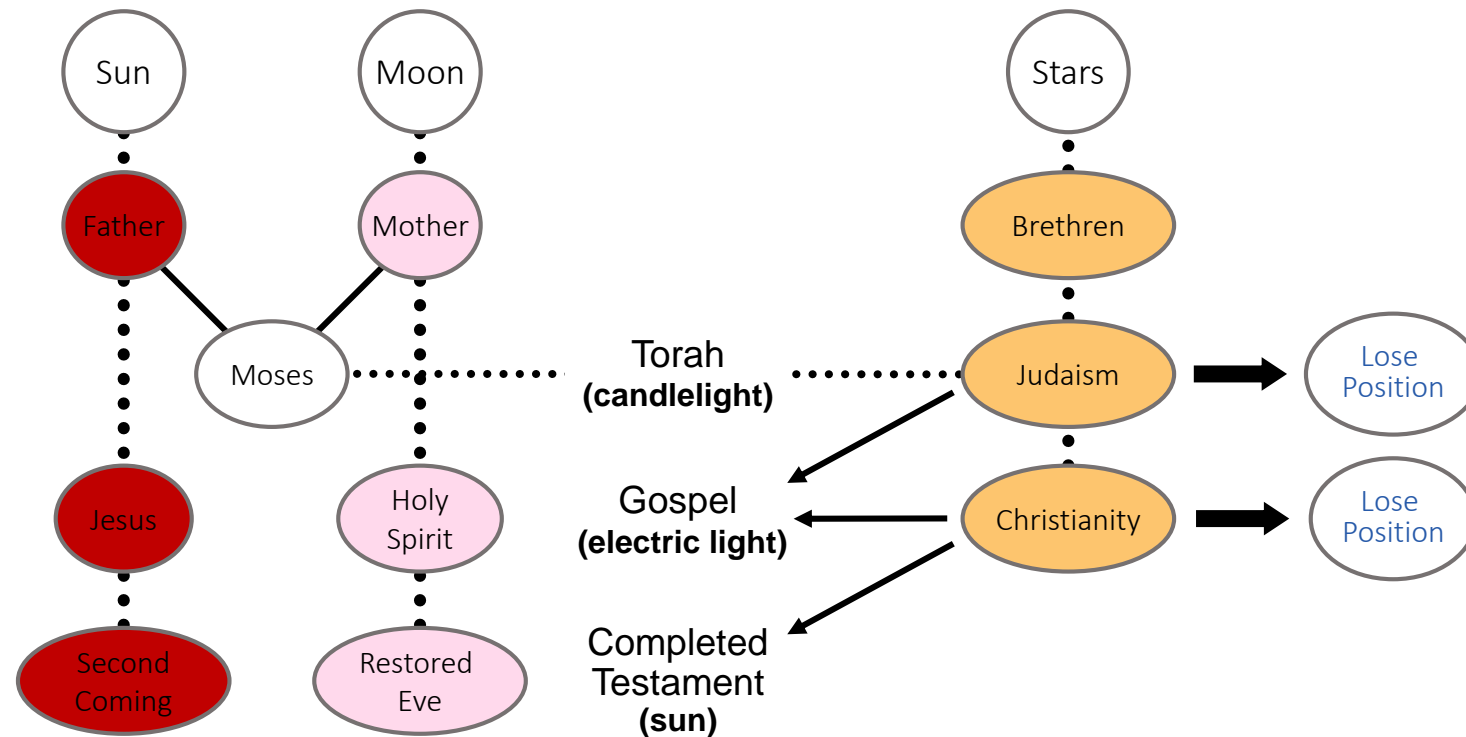 Sun
Moon
Stars
Father
Mother
Brethren
Moses
Torah
(candlelight)
Judaism
Lose
Position
Jesus
Holy
Spirit
Gospel
(electric light)
Christianity
Lose
Position
Second
Coming
Restored
Eve
Completed
Testament
(sun)